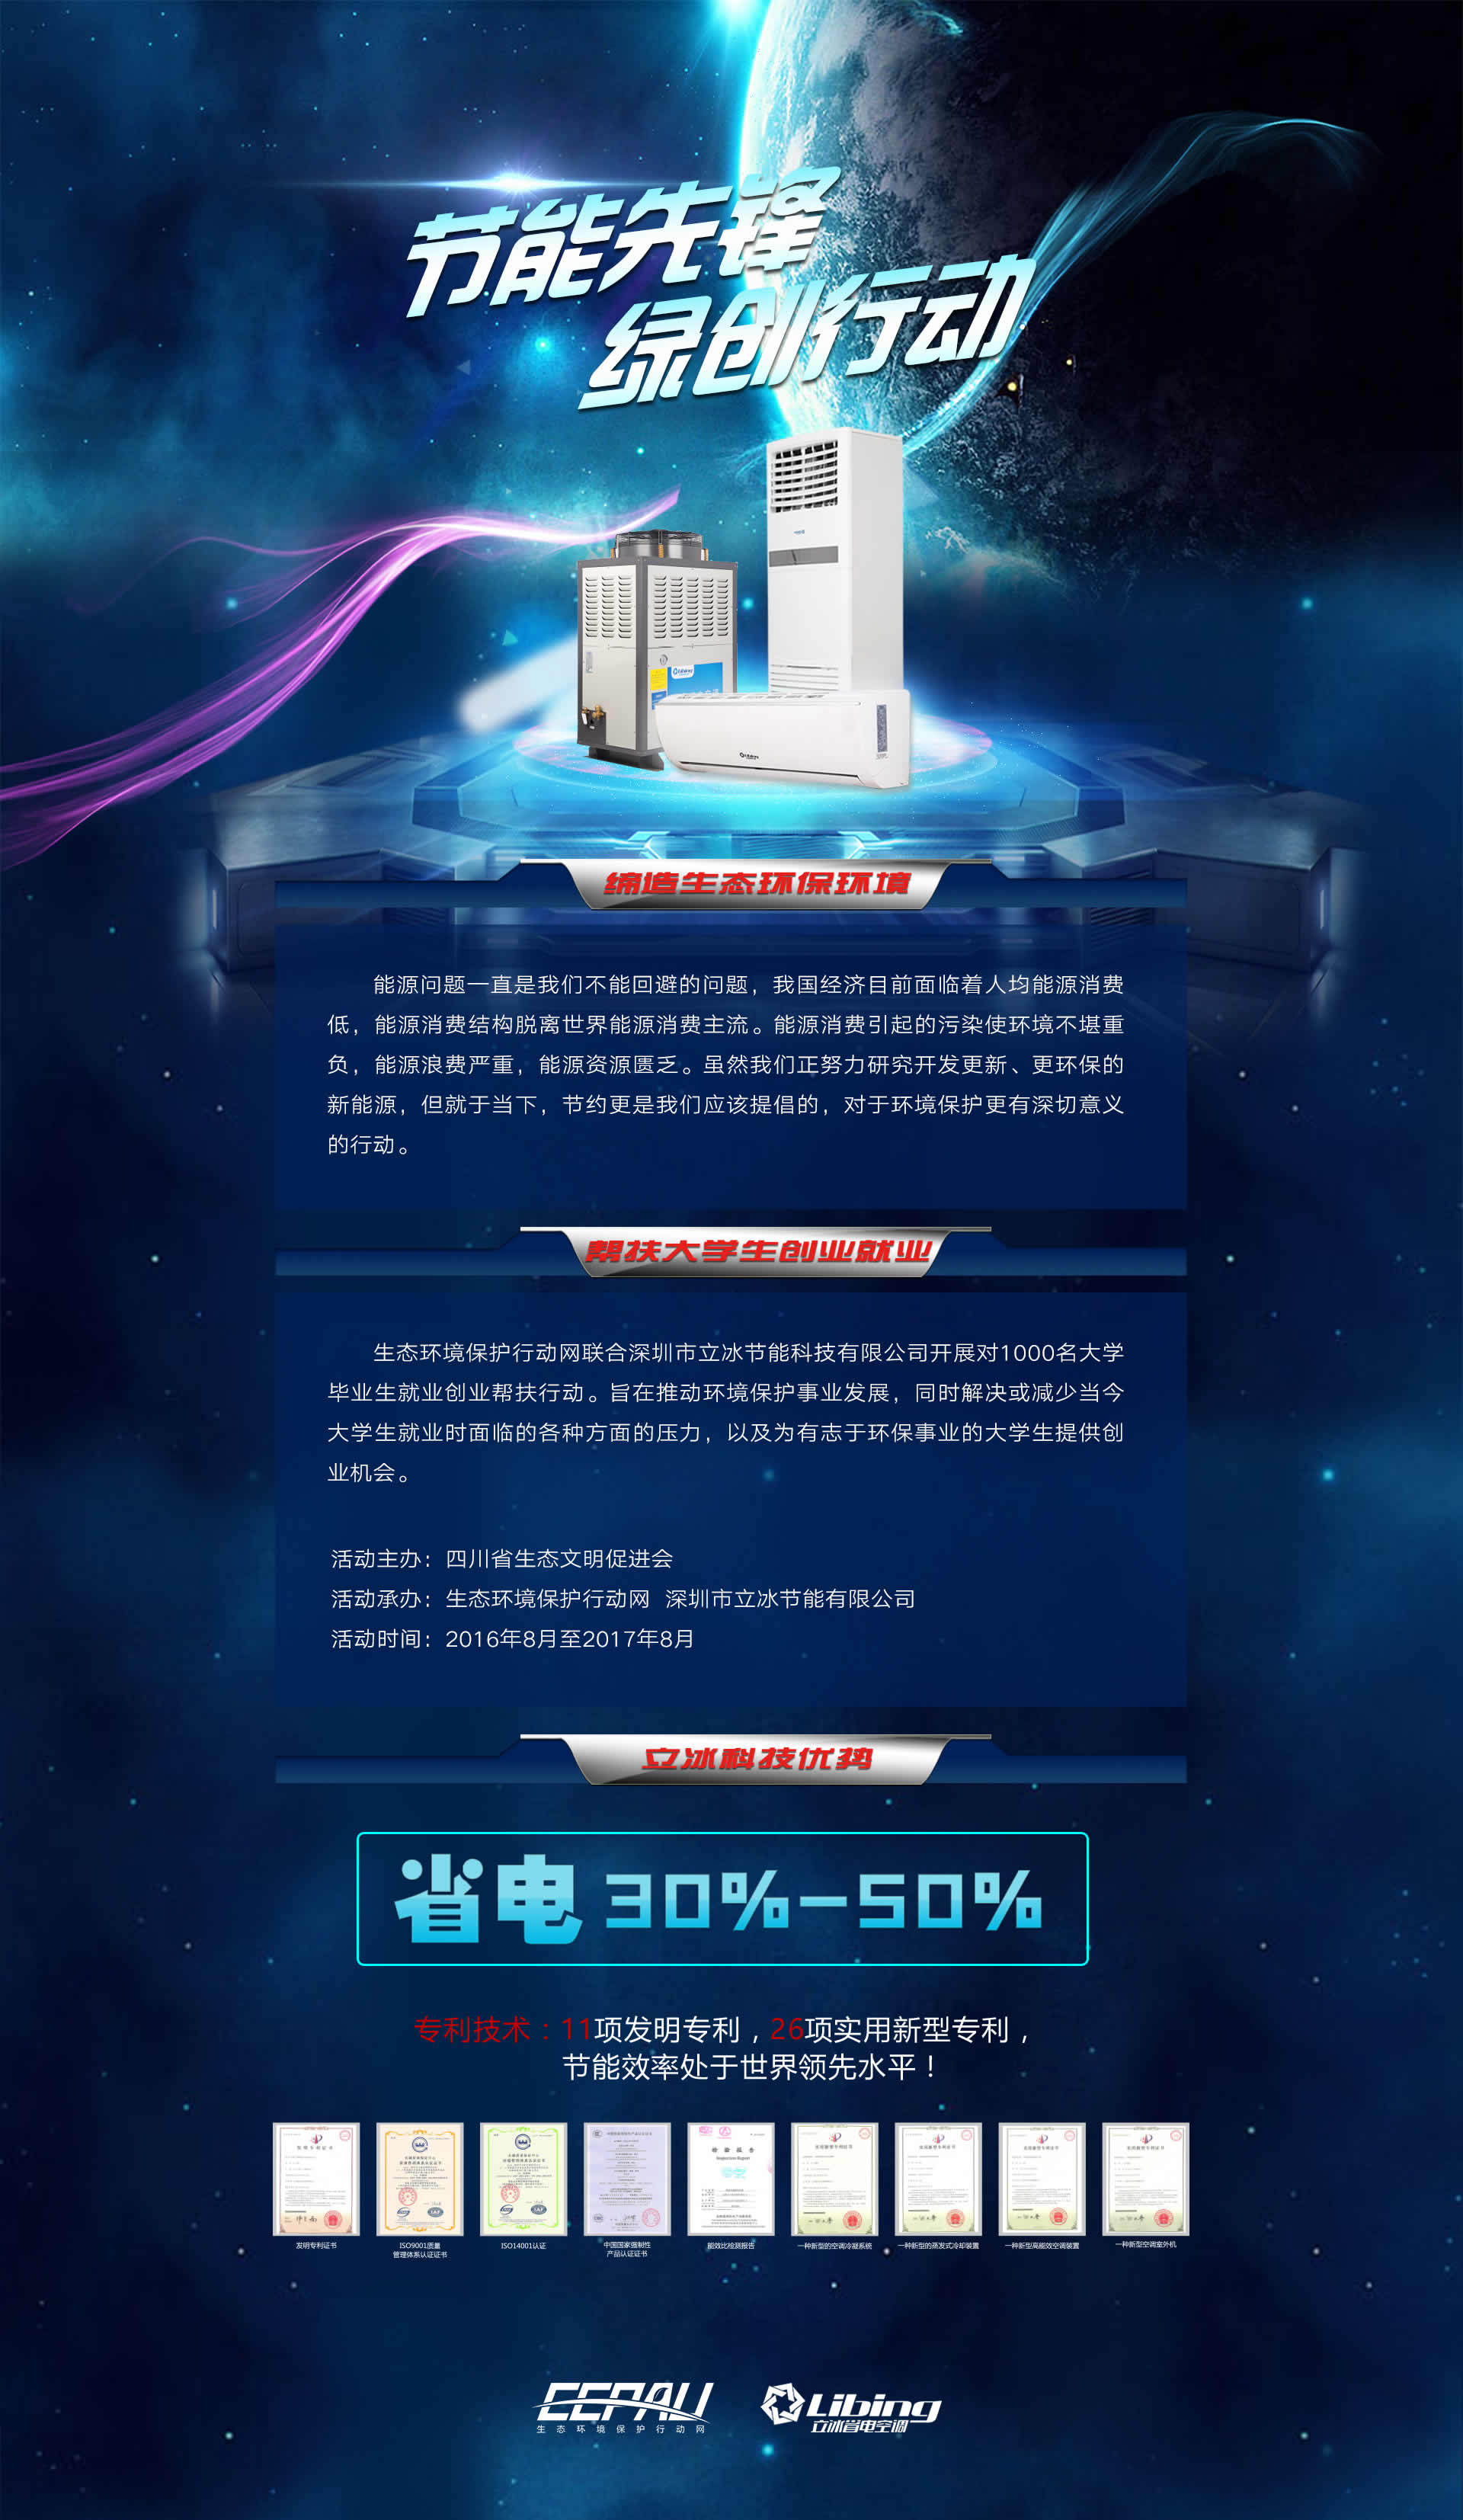 节能先锋
绿创行动
Libing
Libing
缔造生态环保环境
能源问题一直是我们不能回避的问题，我国经济目前面临着人均能源消费
低，能源消费结构脱离世界能源消费主流。能源消费引起的污染使环境不堪重
负，能源浪费严重，能源资源匮乏。虽然我们正努力研究开发更新、更环保的
新能源，但就于当下，节约更是我们应该提倡的，对于环境保护更有深切意义
的行动。
帮扶大学生创业就业
生态环境保护行动网联合深圳市立冰节能科技有限公司开展对1000名大学
毕业生就业创业帮扶行动。旨在推动环境保护事业发展，同时解决或减少当今
大学生就业时面临的各种方面的压力，以及为有志于环保事业的大学生提供创
业机会。
活动主办：四川省生态文明促进会
活动承办：生态环境保护行动网 深圳市立冰节能有限公司
活动时间：2016年8月至2017年8月
立冰科技优势
省电30%-50%
专利技术：11项发明专利，26项实用新型专利，
节能效率处于世界领先水平！
发明专利证书
检验报告
Inspection Report
发明专利证书
ISO9001质量
管理体系认证证书
ISO14001认证
中国国家强制性
产品认证证书
能效比检测报告
一种新型的空调冷凝系统
一种新型的蒸发式冷却装置
一种新型高能效空调装置
一种新型空调室外机
EEPAU
生态环境保护行动网
Libing
立冰省电空调